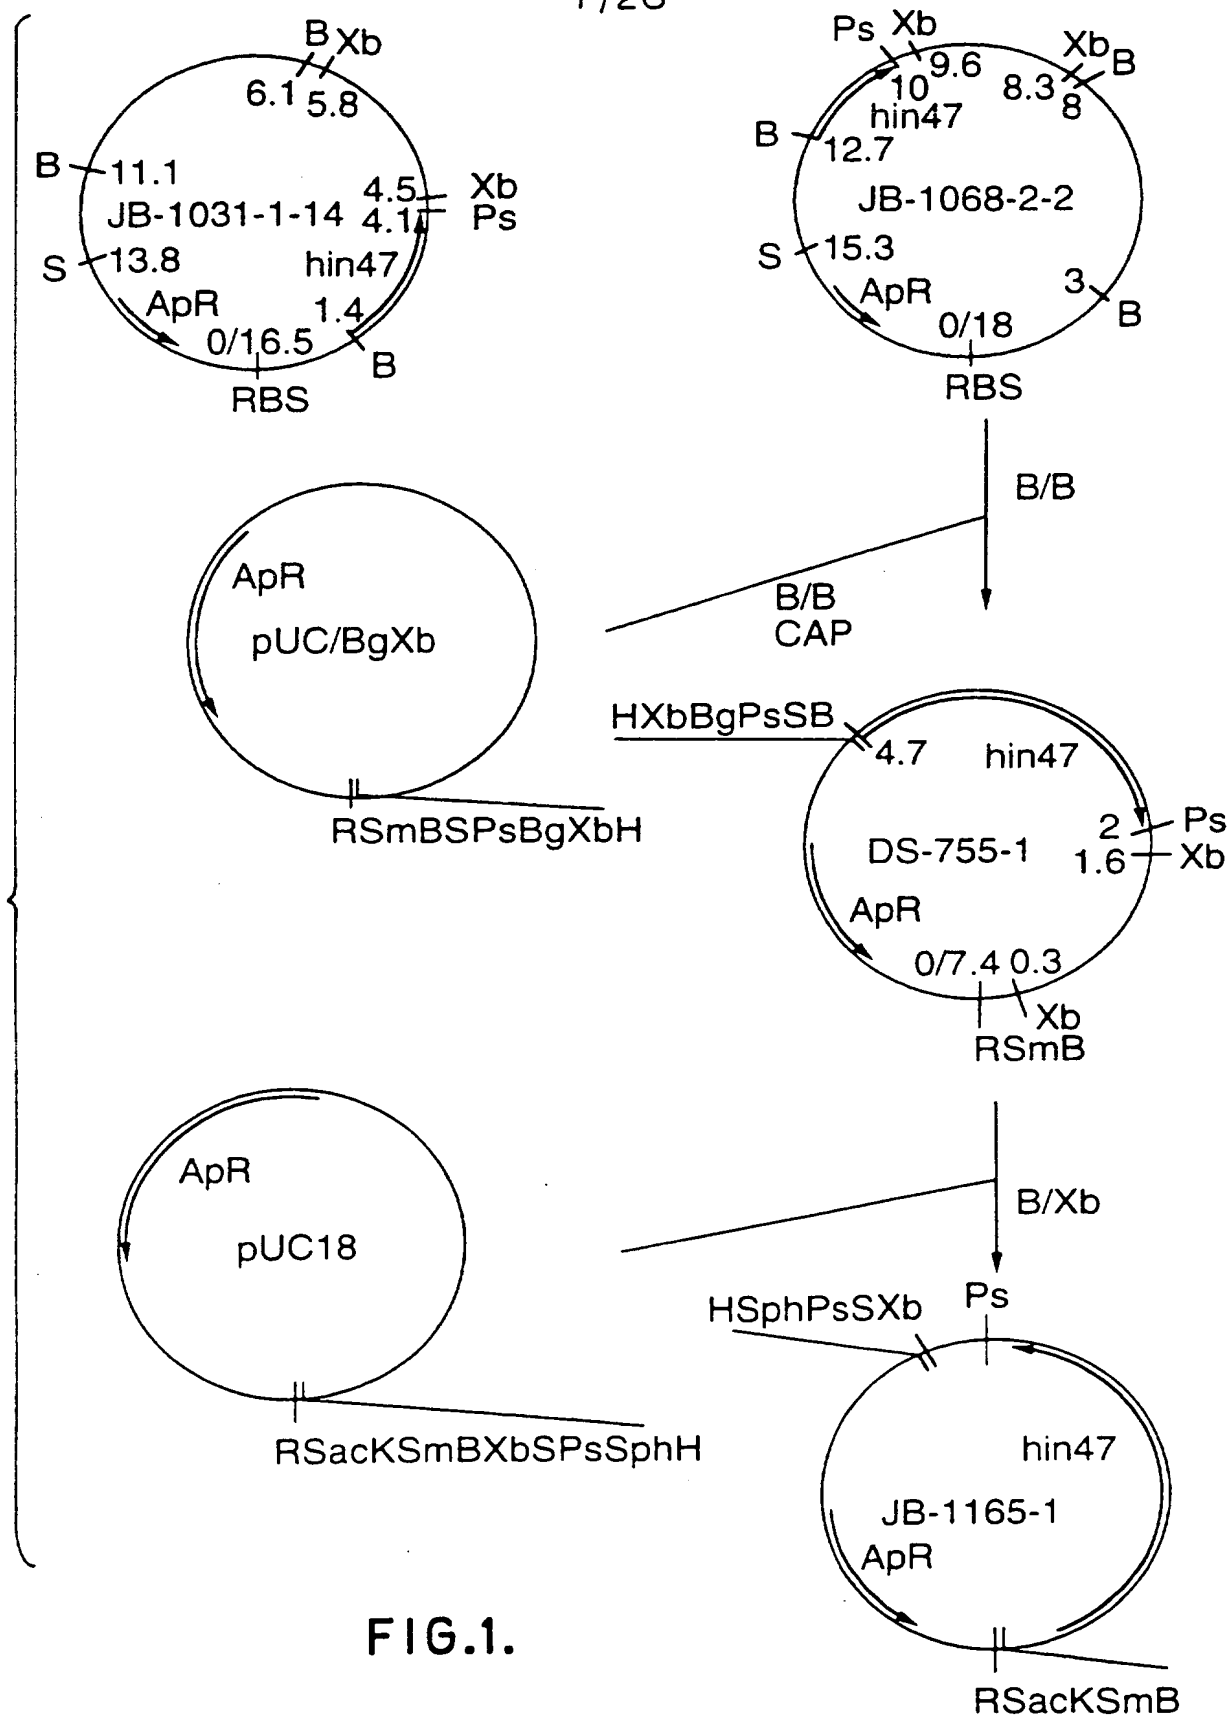 B Xb
6.1 5.8
B 11.1
JB-1031-1-14
4.5 Xb
4.1 Ps
S 13.8
hin47
ApR
1.4
0/16.5
B
RBS
Ps Xb
10 9.6
8.3 Xb
8 B
hin47
B 12.7
JB-1068-2-2
S 15.3
ApR
3
B
0/18
RBS
B/B
ApR
pUC/BgXb
B/B
CAP
RSmBSPsBgXbH
HXbBgPsSB
4.7
hin47
2 Ps
1.6 Xb
DS-755-1
ApR
0/7.4 0.3
Xb
RSmB
ApR
pUC18
B/Xb
RSacKSmBXbSPsSphH
HSphPsSXb
Ps
hin47
JB-1165-1
ApR
RSacKSmB
FIG.1.